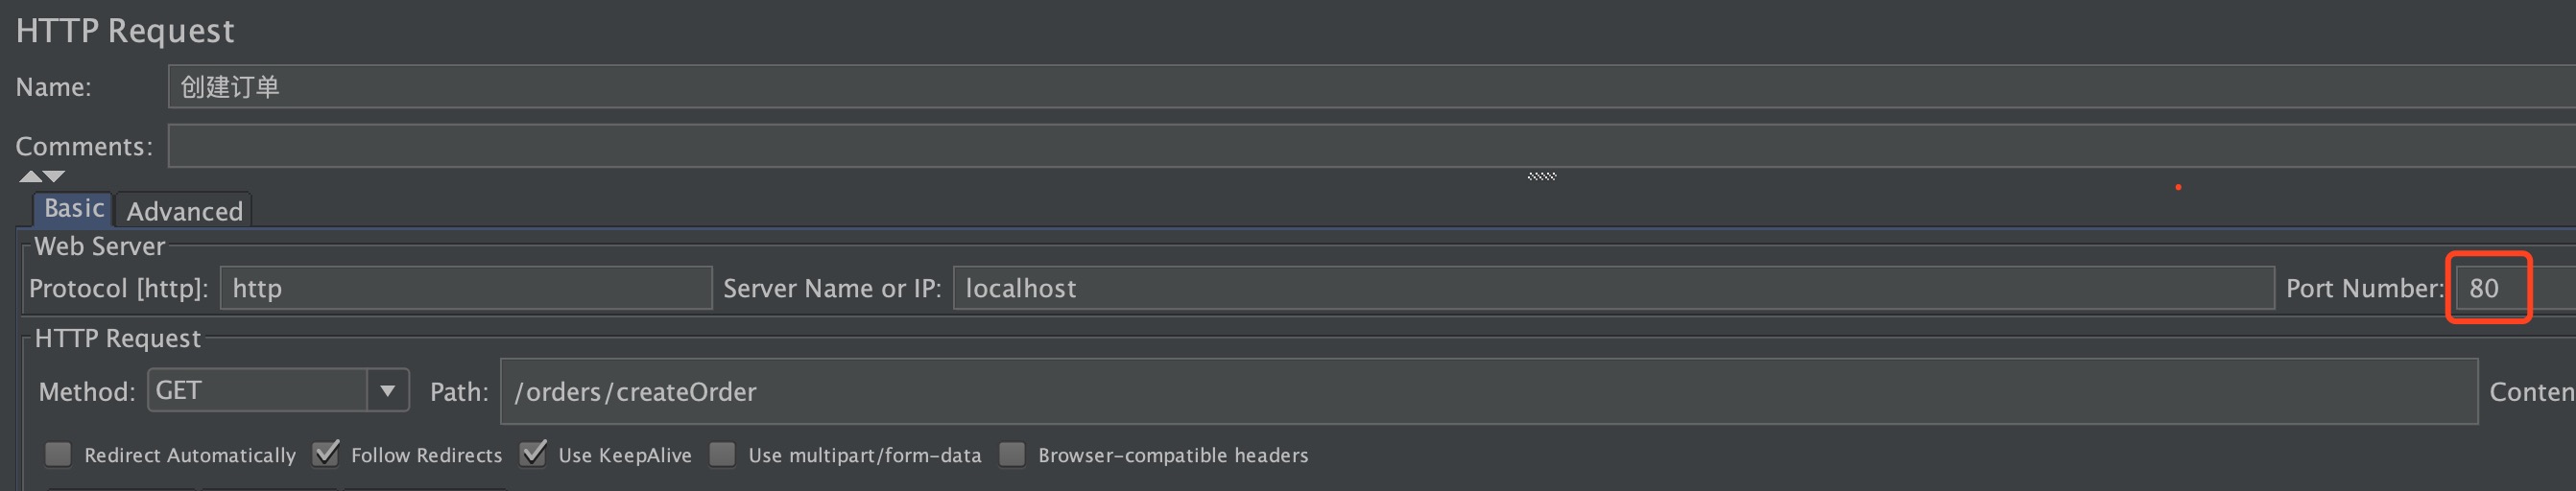 HTTP Request
Name: 创建订单
Comments:
Basic Advanced
Web Server
Protocol [http]: http Server Name or IP: localhost Port Number: 80
HTTP Request
Method: GET Path: /orders/createOrder Conten
Redirect Automatically Follow Redirects Use KeepAlive Use multipart/form-data Browser-compatible headers